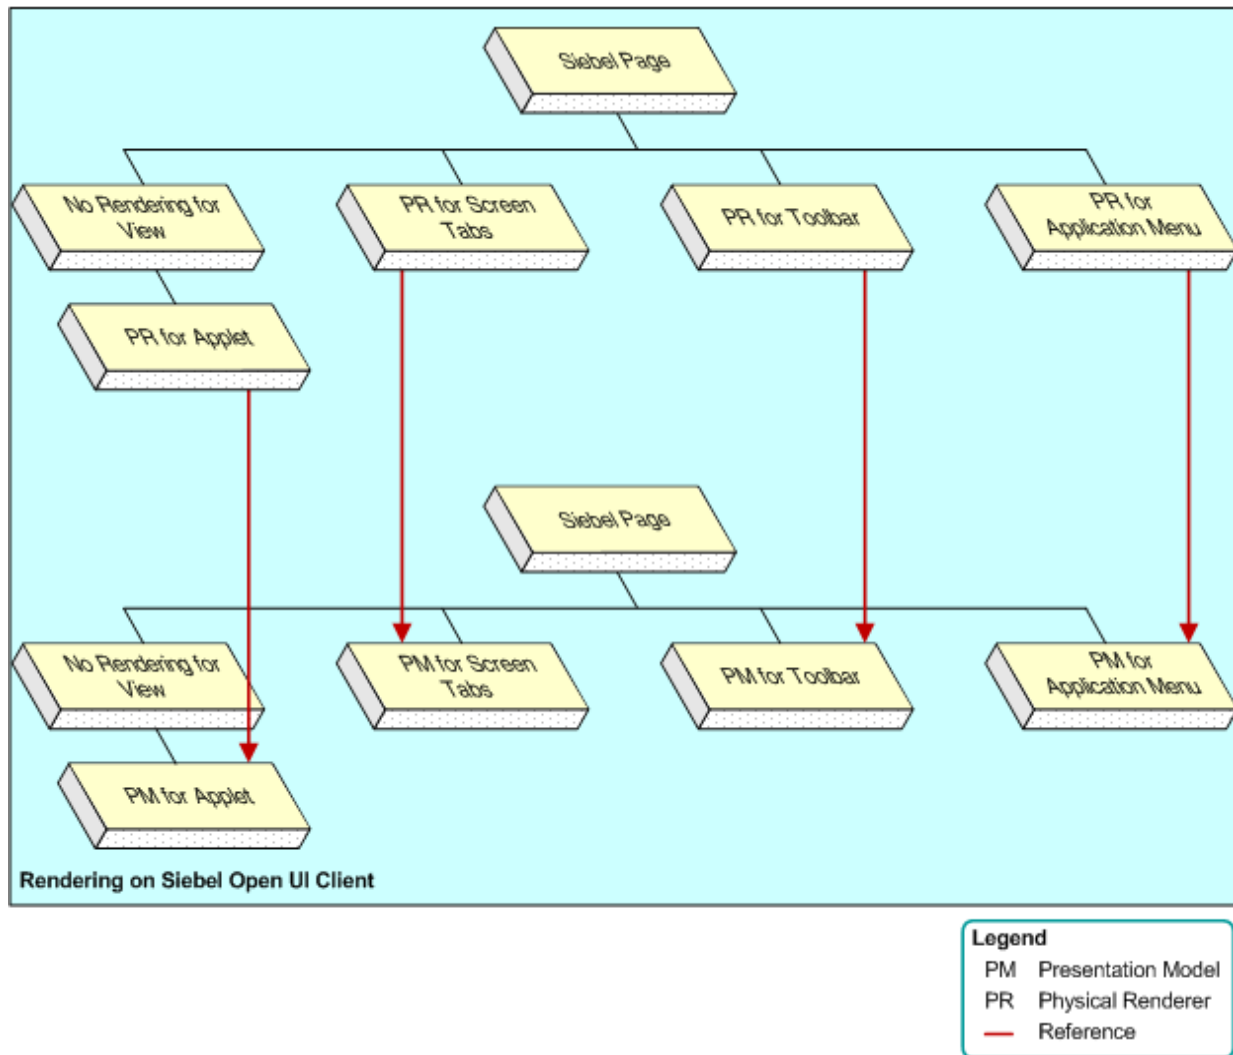 Siebel Page
No Rendering for
View
PR for Screen
Tabs
PR for Toolbar
PR for
Application Menu
PR for Applet
Siebel Page
No Rendering for
View
PM for Screen
Tabs
PM for Toolbar
PM for
Application Menu
PM for Applet
Rendering on Siebel Open UI Client
Legend
PM Presentation Model
PR Physical Renderer
Reference